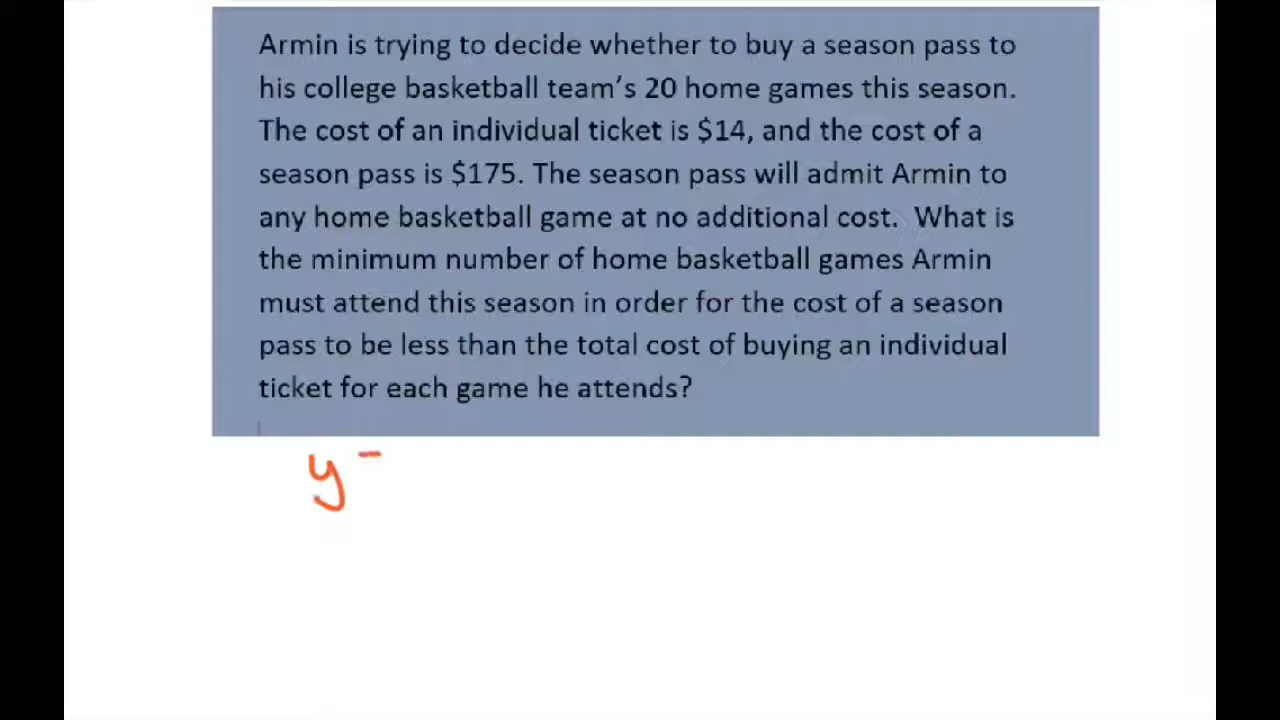 Armin is trying to decide whether to buy a season pass to
his college basketball team's 20 home games this season.
The cost of an individual ticket is $14, and the cost of a
season pass is $175. The season pass will admit Armin to
any home basketball game at no additional cost.  What is
the minimum number of home basketball games Armin
must attend this season in order for the cost of a season
pass to be less than the total cost of buying an individual
ticket for each game he attends?
y -